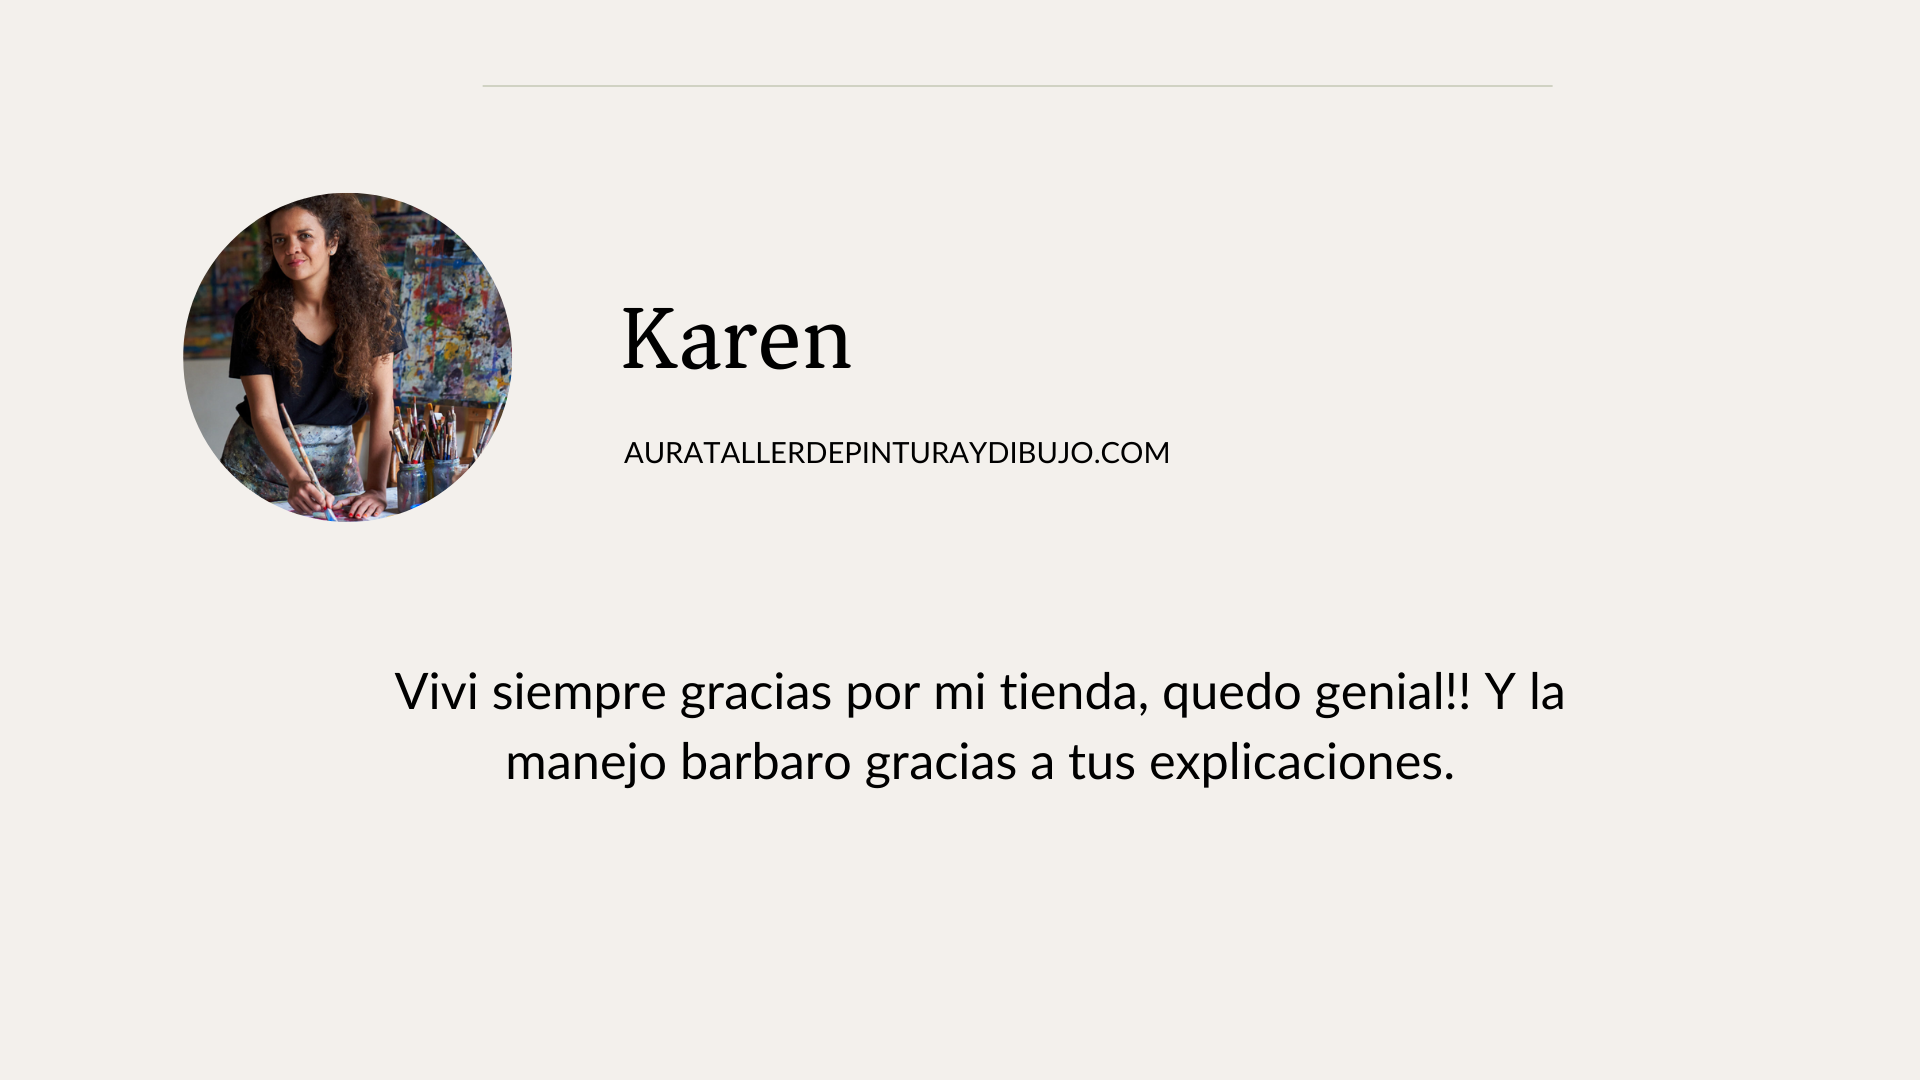 Karen
AURATALLERDEPINTURAYDIBUJO.COM
Vivi siempre gracias por mi tienda, quedo genial!! Y la
manejo barbaro gracias a tus explicaciones.